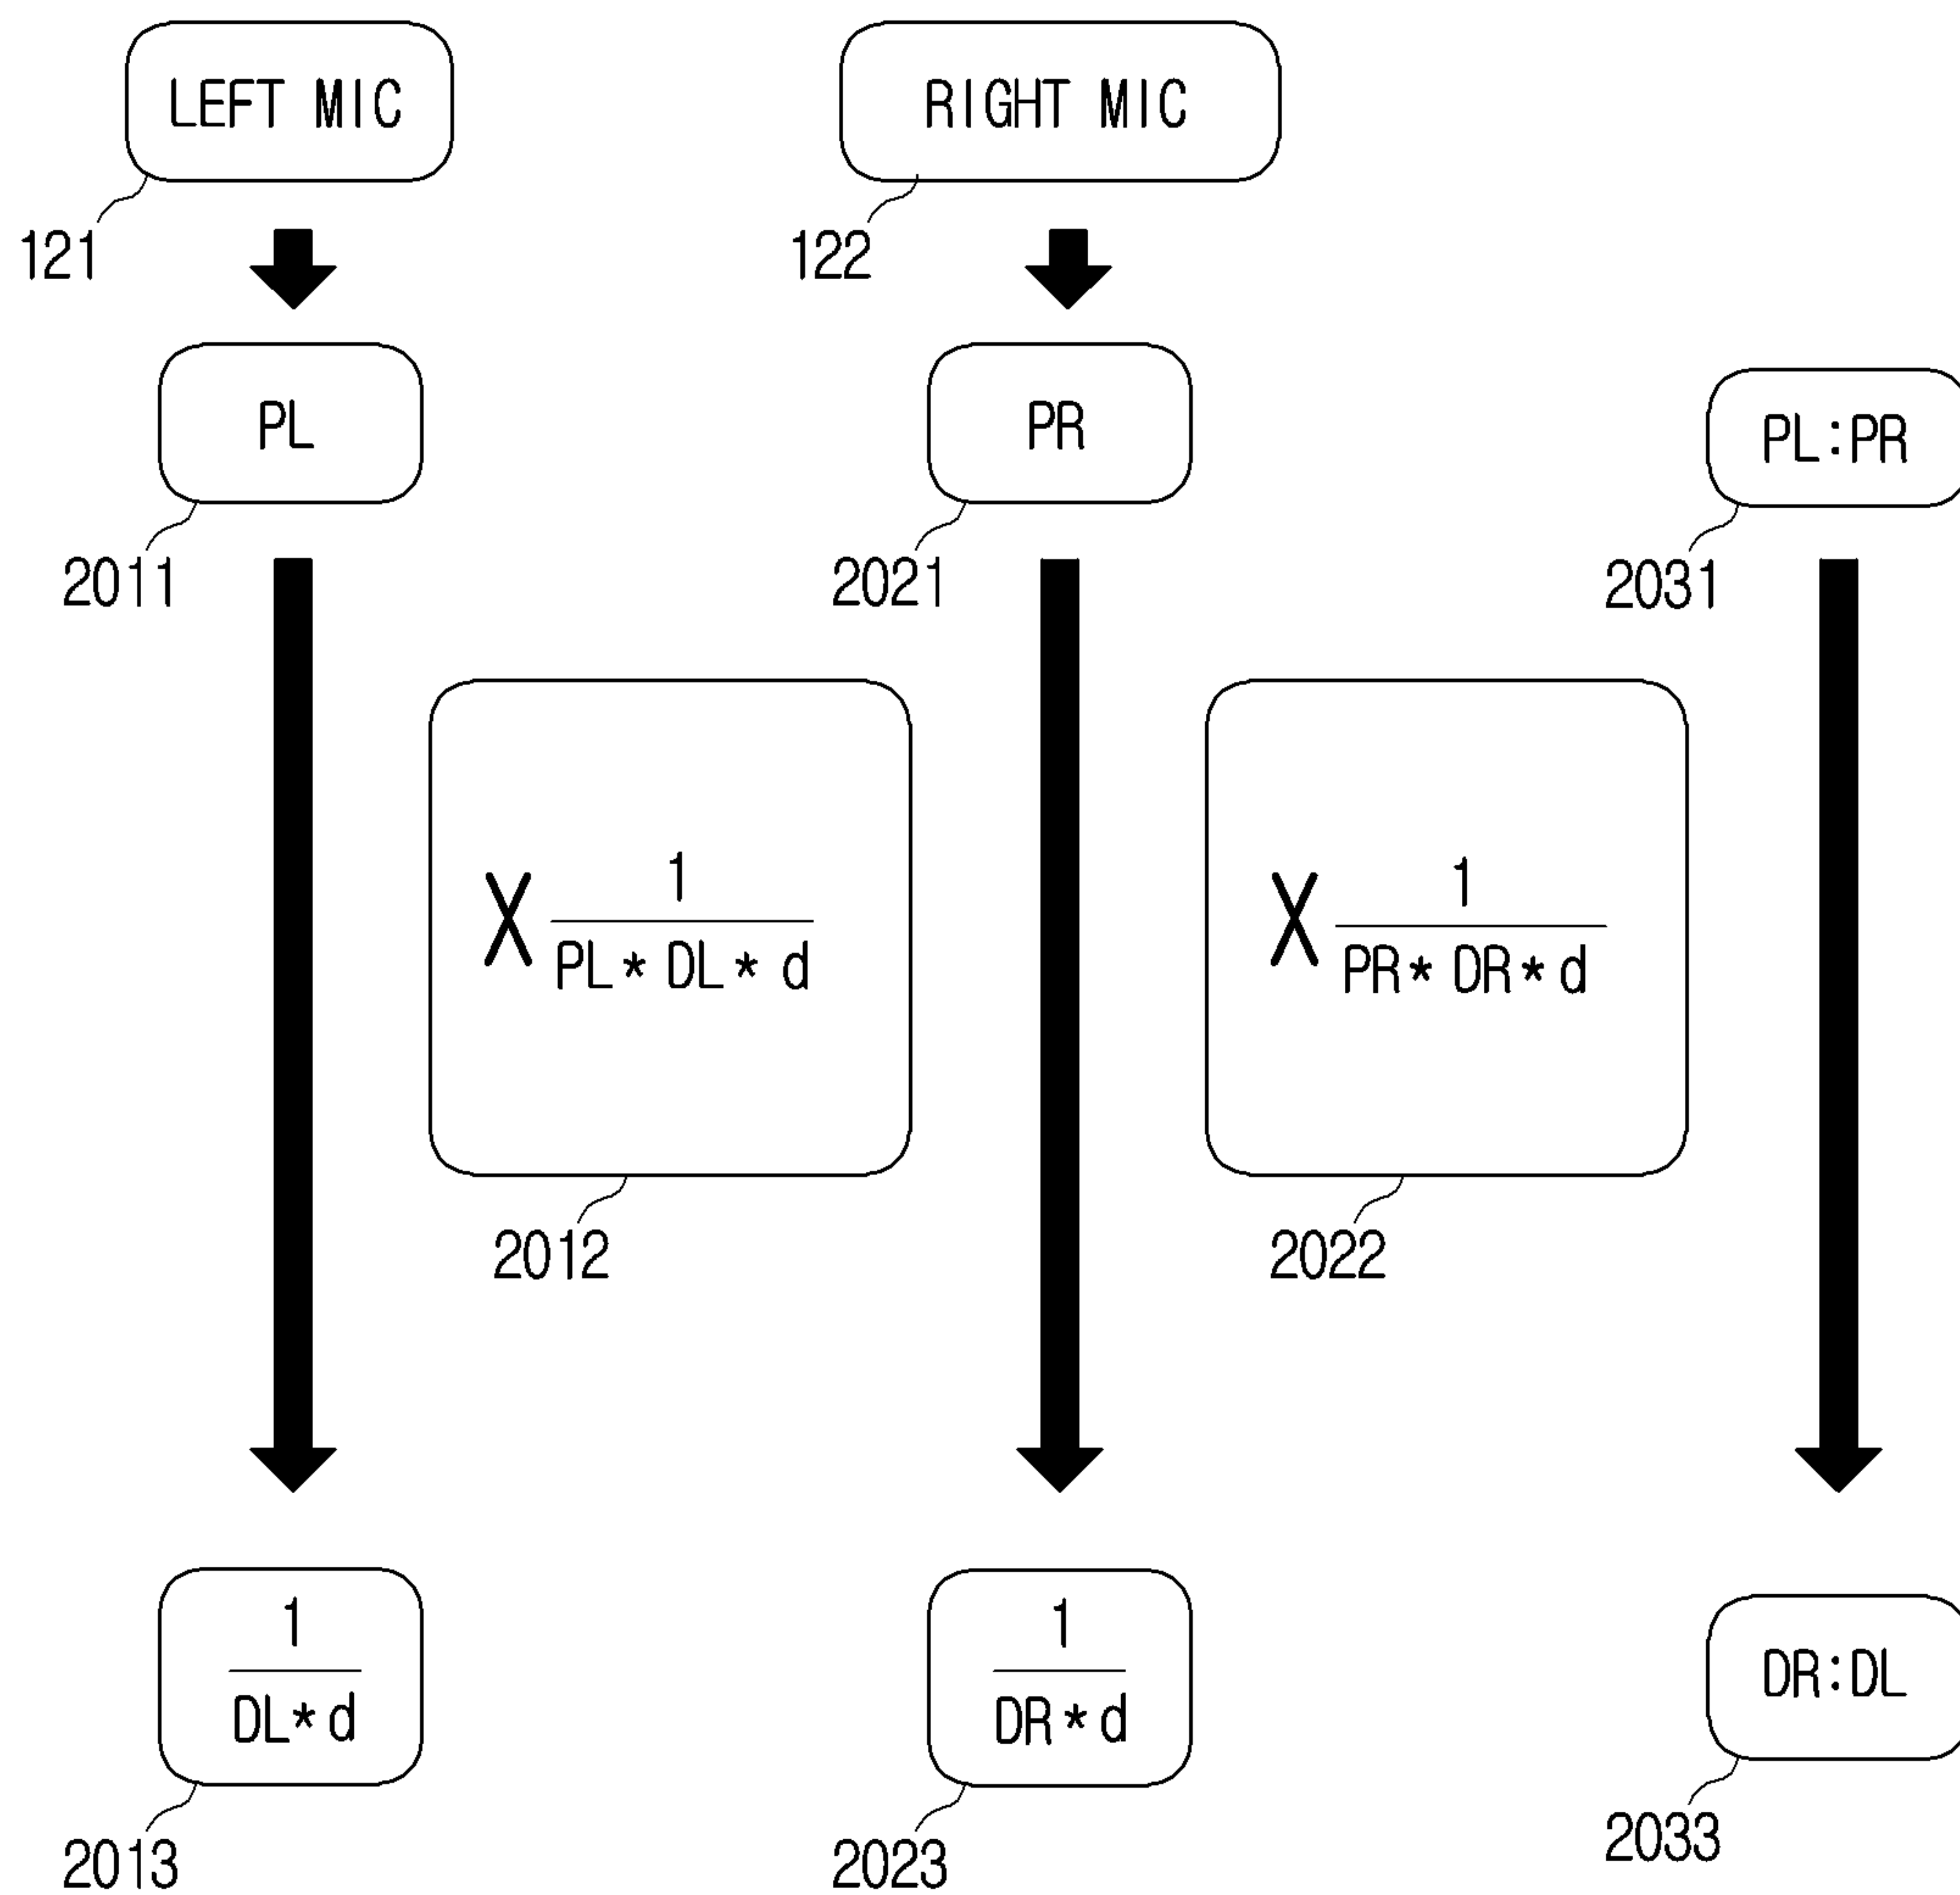 LEFT MIC
RIGHT MIC
121
122
PL
PR
PL:PR
2011
2021
2031
X 1
PL* DL* d
X 1
PR* DR* d
2012
2022
1
DL*d
1
DR*d
DR:DL
2013
2023
2033